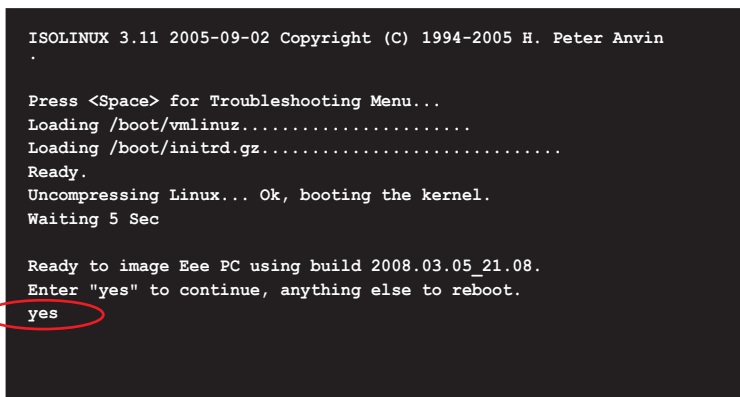 ISOLINUX 3.11 2005-09-02 Copyright (C) 1994-2005 H. Peter Anvin
.
Press <Space> for Troubleshooting Menu...
Loading /boot/vmlinuz.......................
Loading /boot/initrd.gz..............................
Ready.
Uncompressing Linux... Ok, booting the kernel.
Waiting 5 Sec
Ready to image Eee PC using build 2008.03.05_21.08.
Enter "yes" to continue, anything else to reboot.
yes